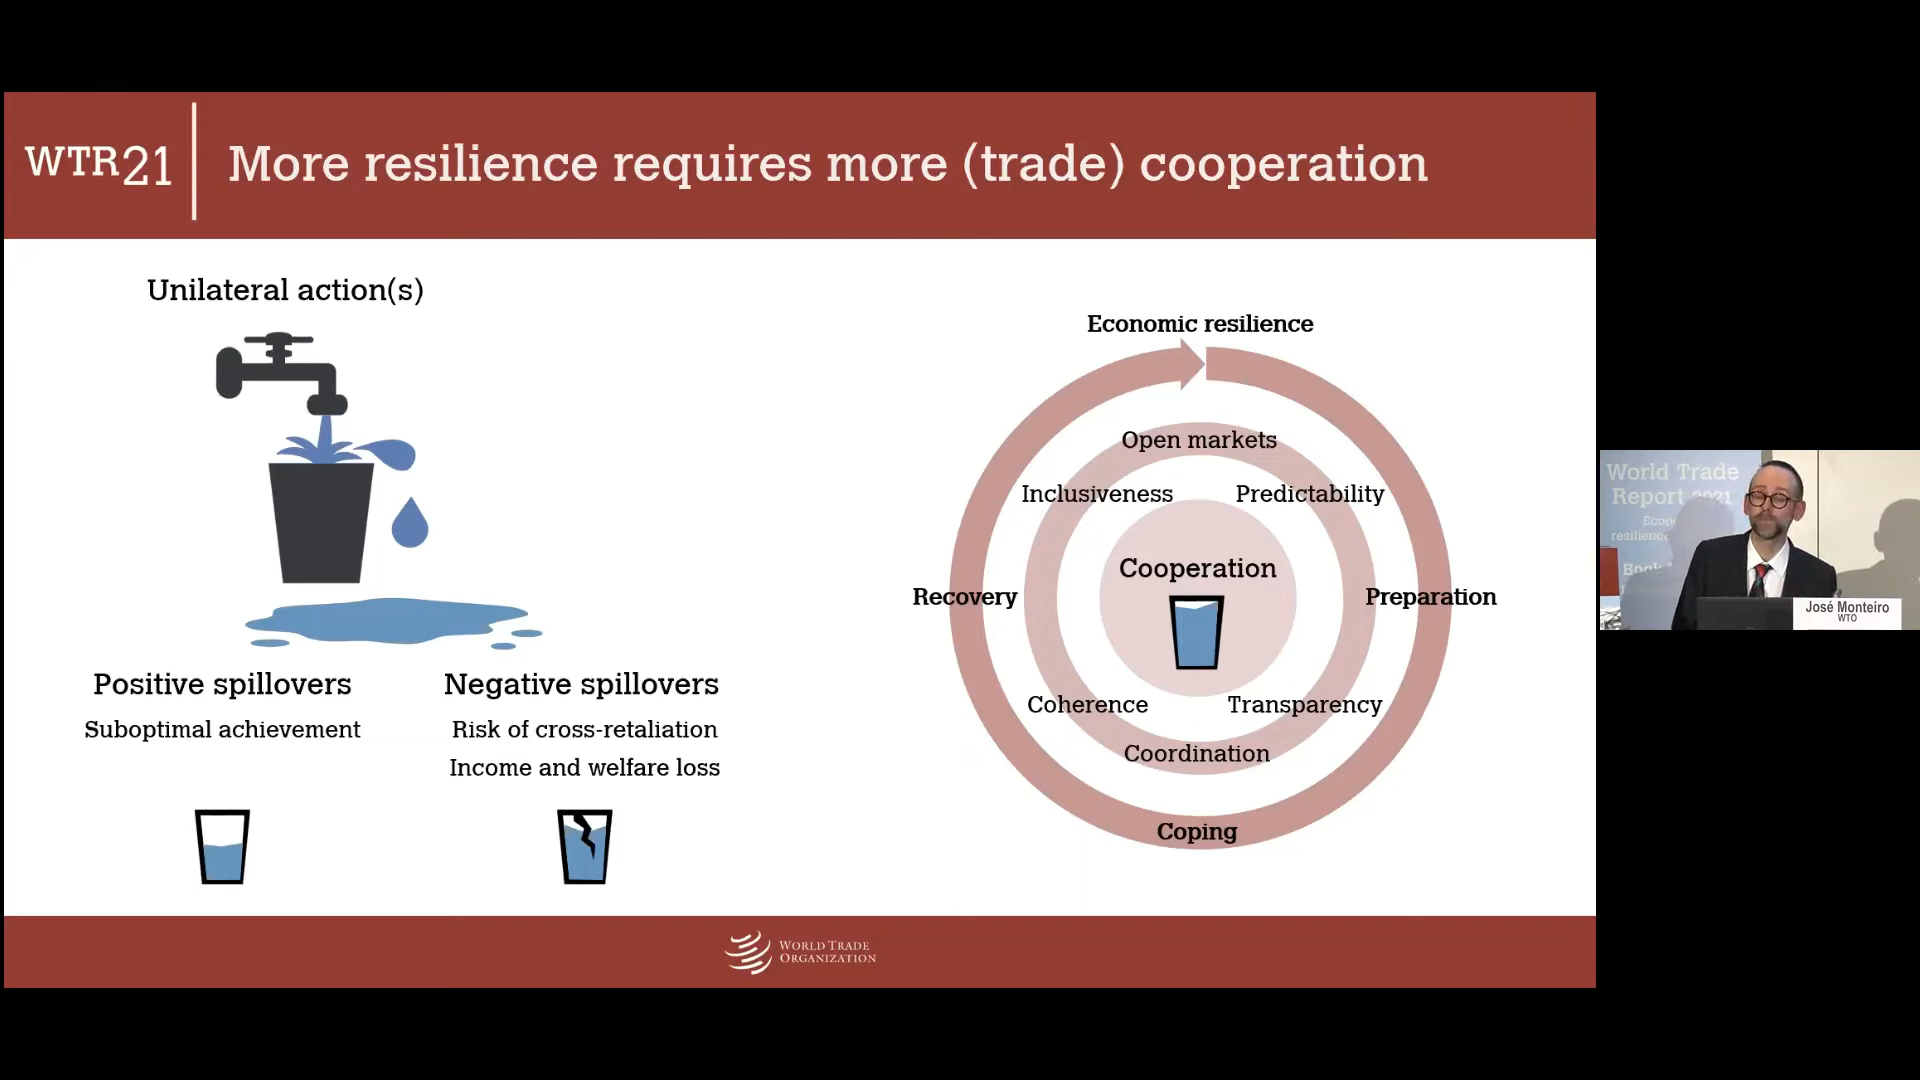 WTR21
More resilience requires more (trade) cooperation
Unilateral action(s)
Positive spillovers
Suboptimal achievement
Negative spillovers
Risk of cross-retaliation
Income and welfare loss
Economic resilience
Open markets
Inclusiveness
Predictability
Cooperation
Recovery
Preparation
Coherence
Transparency
Coordination
Coping
WORLD TRADE
ORGANIZATION
World Trade
Report 2021
José Monteiro
WTO